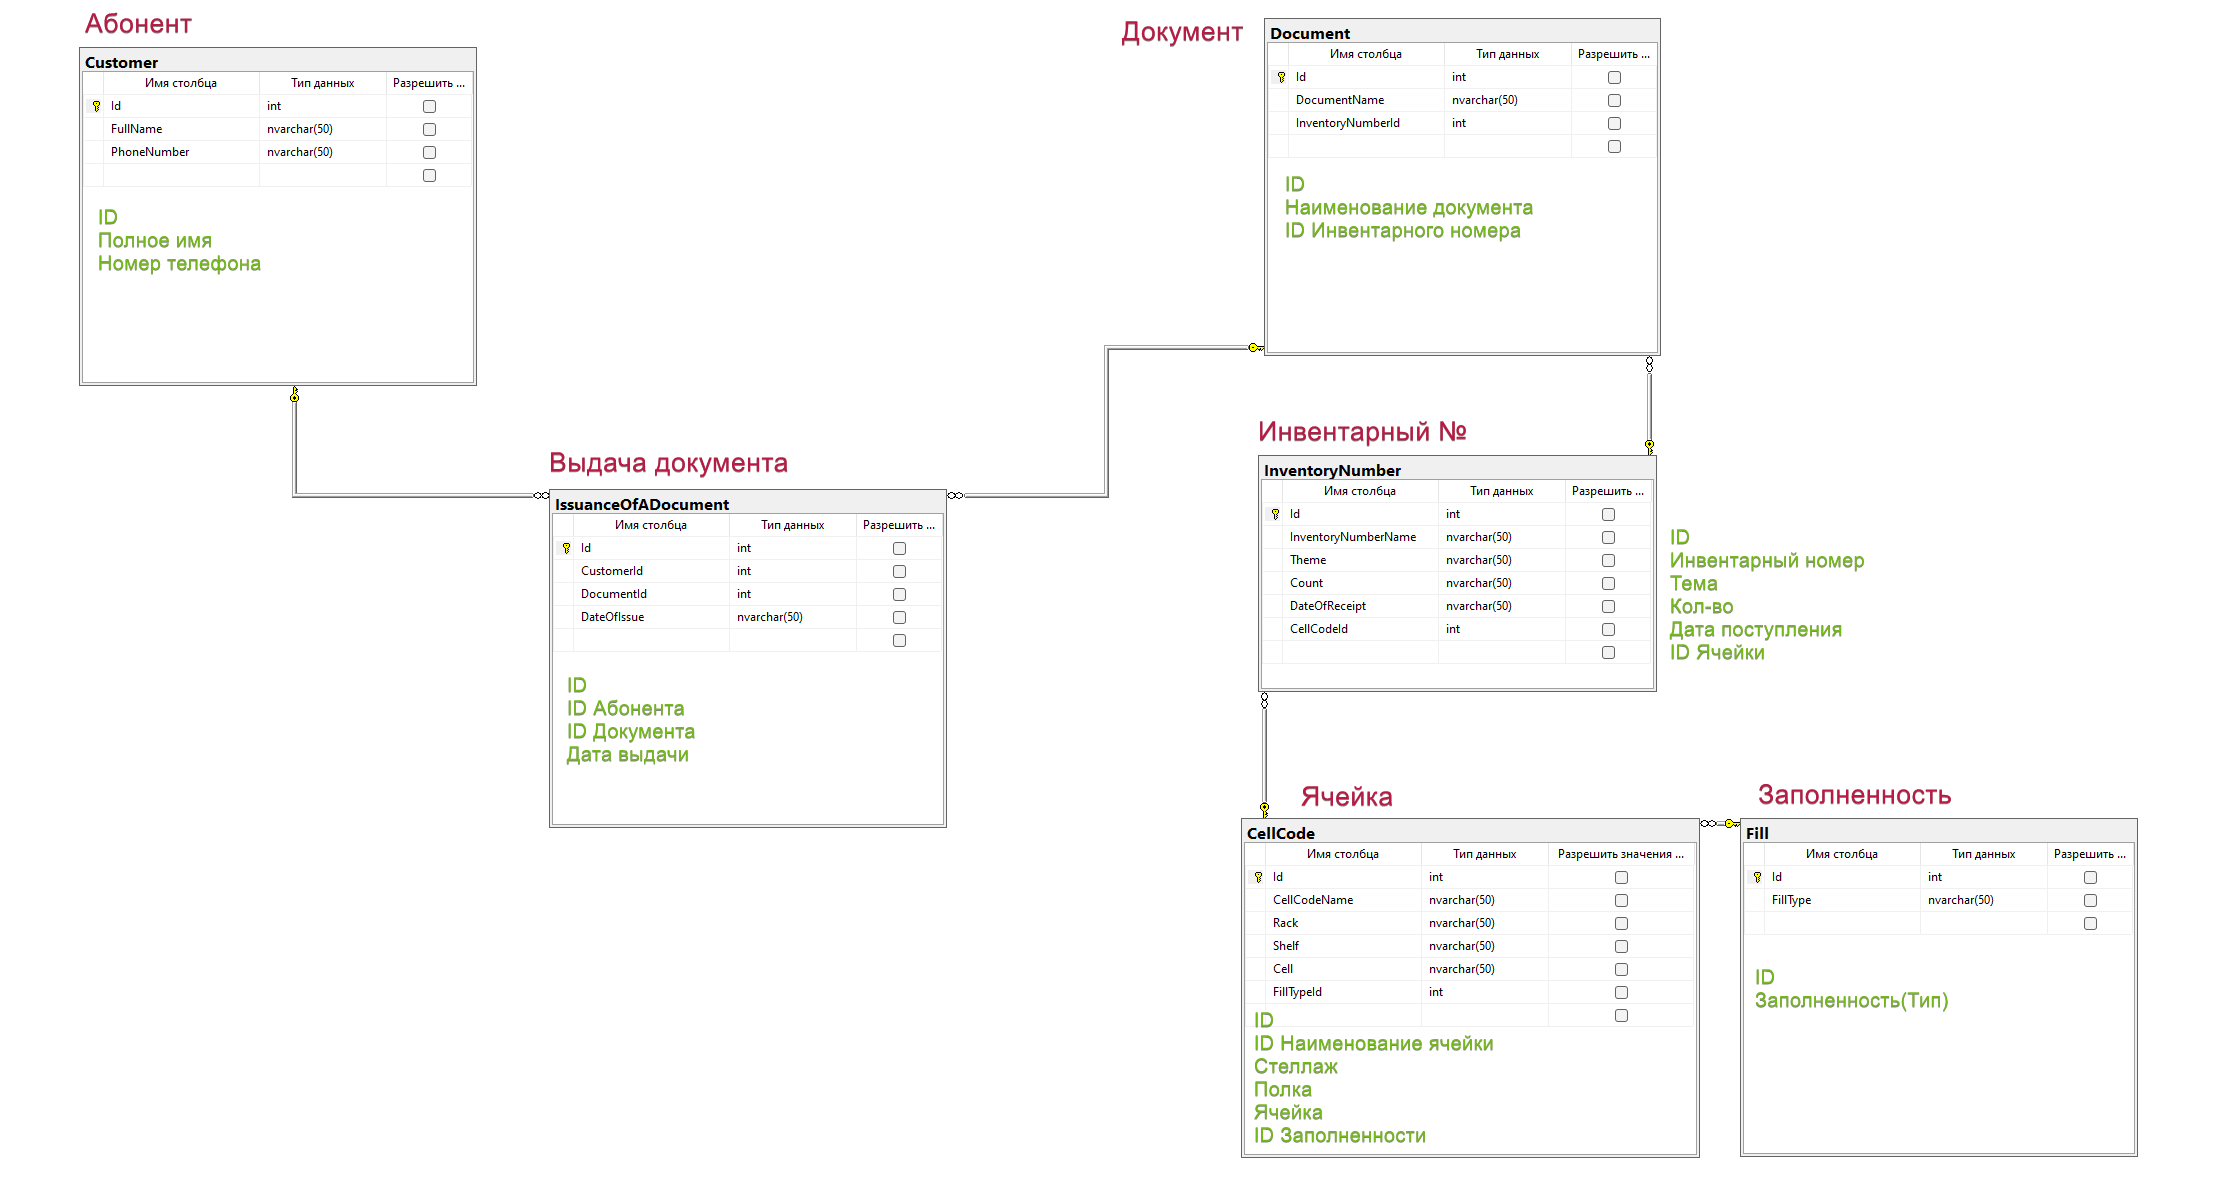 Абонент
Customer
Имя столбца Тип данных Разрешить ...
Id int
FullName nvarchar(50)
PhoneNumber nvarchar(50)
ID
Полное имя
Номер телефона
Документ
Document
Имя столбца Тип данных Разрешить ...
Id int
DocumentName nvarchar(50)
InventoryNumberId int
ID
Наименование документа
ID Инвентарного номера
Выдача документа
IssuanceOfADocument
Имя столбца Тип данных Разрешить ...
Id int
CustomerId int
DocumentId int
DateOfIssue nvarchar(50)
ID
ID Абонента
ID Документа
Дата выдачи
Инвентарный №
InventoryNumber
Имя столбца Тип данных Разрешить ...
Id int
InventoryNumberName nvarchar(50)
Theme nvarchar(50)
Count nvarchar(50)
DateOfReceipt nvarchar(50)
CellCodeId int
ID
Инвентарный номер
Тема
Кол-во
Дата поступления
ID Ячейки
Ячейка
CellCode
Имя столбца Тип данных Разрешить значения ...
Id int
CellCodeName nvarchar(50)
Rack nvarchar(50)
Shelf nvarchar(50)
Cell nvarchar(50)
FillTypeId int
ID
ID Наименование ячейки
Стеллаж
Полка
Ячейка
ID Заполненности
Заполненность
Fill
Имя столбца Тип данных Разрешить ...
Id int
FillType nvarchar(50)
ID
Заполненность(Тип)